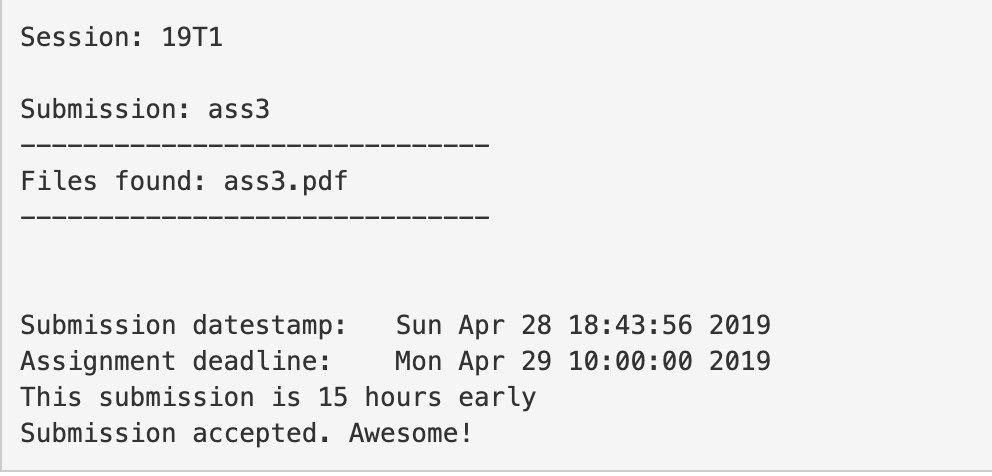 Session: 19T1
Submission: ass3
------------------------------
Files found: ass3.pdf
------------------------------
Submission datestamp:   Sun Apr 28 18:43:56 2019
Assignment deadline:    Mon Apr 29 10:00:00 2019
This submission is 15 hours early
Submission accepted. Awesome!